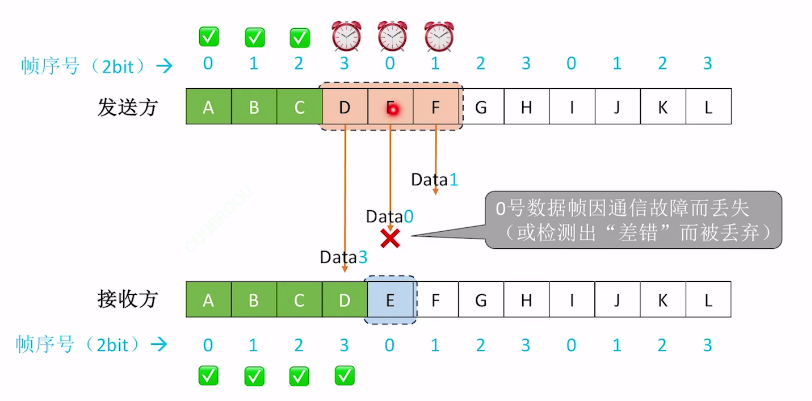 帧序号（2bit）→ 0 1 2 3 0 1 2 3 0 1 2 3
发送方 A B C D E F G H I J K L
Data1
Data0
0号数据帧因通信故障而丢失
（或检测出“差错”而被丢弃）
Data3
接收方 A B C D E F G H I J K L
帧序号（2bit）→ 0 1 2 3 0 1 2 3 0 1 2 3